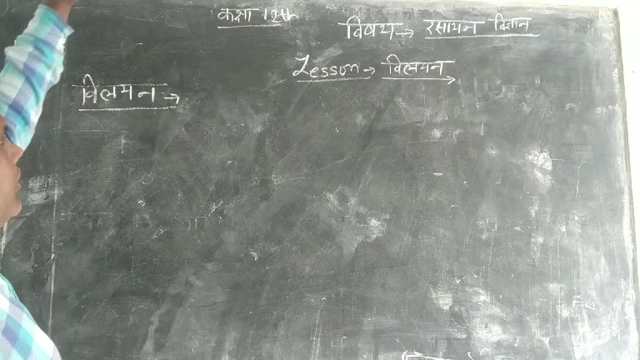 कक्षा 12th
विषय → रसायन विज्ञान
Lesson → विलयन
विलयन →